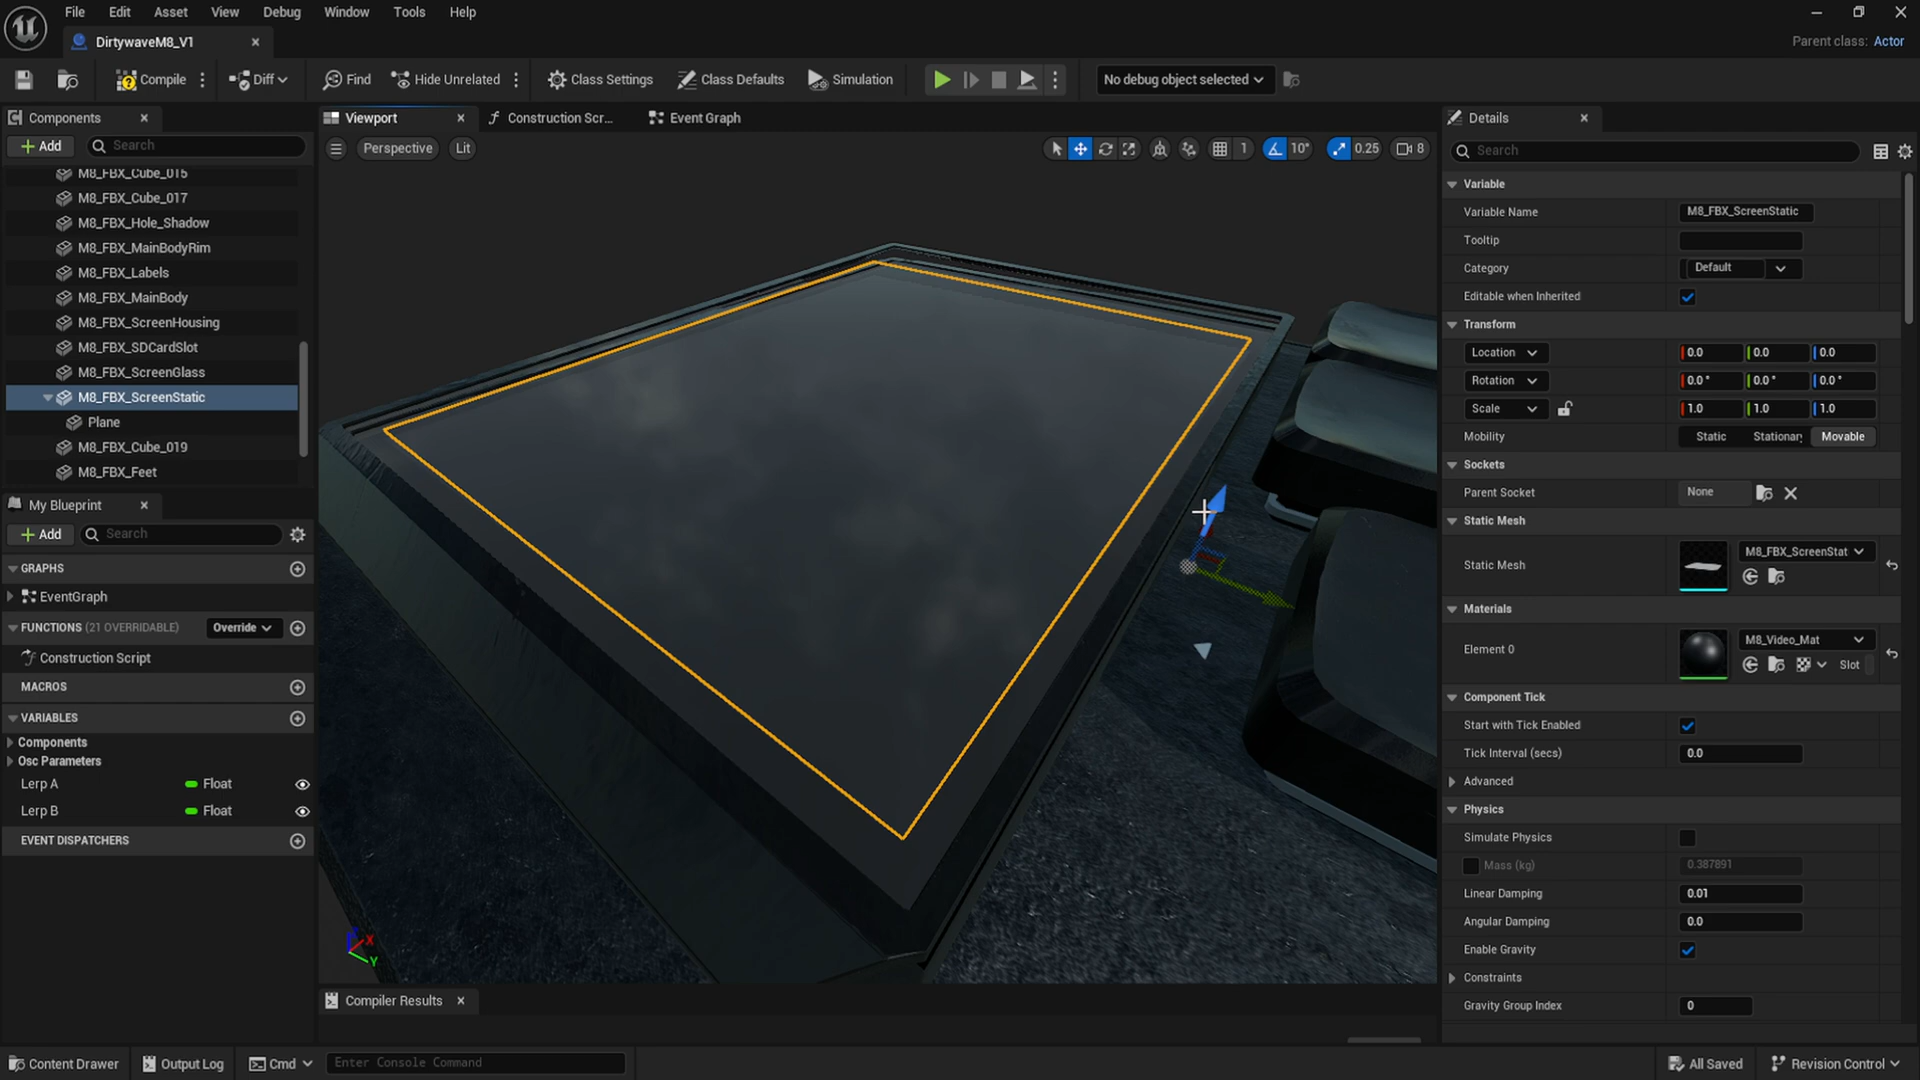 File Edit Asset View Debug Window Tools Help
DirtywaveM8_V1
Parent class: Actor
Compile Diff Find Hide Unrelated Class Settings Class Defaults Simulation No debug object selected
Components
Viewport Construction Scr... Event Graph
Details
Add Search
Perspective Lit 1 10° 0.25 8
Search
M8_FBX_Cube_015
M8_FBX_Cube_017
M8_FBX_Hole_Shadow
M8_FBX_MainBodyRim
M8_FBX_Labels
M8_FBX_MainBody
M8_FBX_ScreenHousing
M8_FBX_SDCardSlot
M8_FBX_ScreenGlass
M8_FBX_ScreenStatic
Plane
M8_FBX_Cube_019
M8_FBX_Feet
My Blueprint
Add Search
GRAPHS
EventGraph
FUNCTIONS (21 OVERRIDABLE) Override
Construction Script
MACROS
VARIABLES
Components
Osc Parameters
Lerp A Float
Lerp B Float
EVENT DISPATCHERS
X
Y
Compiler Results
Variable
Variable Name M8_FBX_ScreenStatic
Tooltip
Category Default
Editable when Inherited
Transform
Location 0.0 0.0 0.0
Rotation 0.0° 0.0° 0.0°
Scale 1.0 1.0 1.0
Mobility Static Stationary Movable
Sockets
Parent Socket None
Static Mesh
Static Mesh M8_FBX_ScreenStat
Materials
Element 0 M8_Video_Mat
Slot
Component Tick
Start with Tick Enabled
Tick Interval (secs) 0.0
Advanced
Physics
Simulate Physics
Mass (kg) 0.387891
Linear Damping 0.01
Angular Damping 0.0
Enable Gravity
Constraints
Gravity Group Index 0
Content Drawer Output Log Cmd Enter Console Command All Saved Revision Control